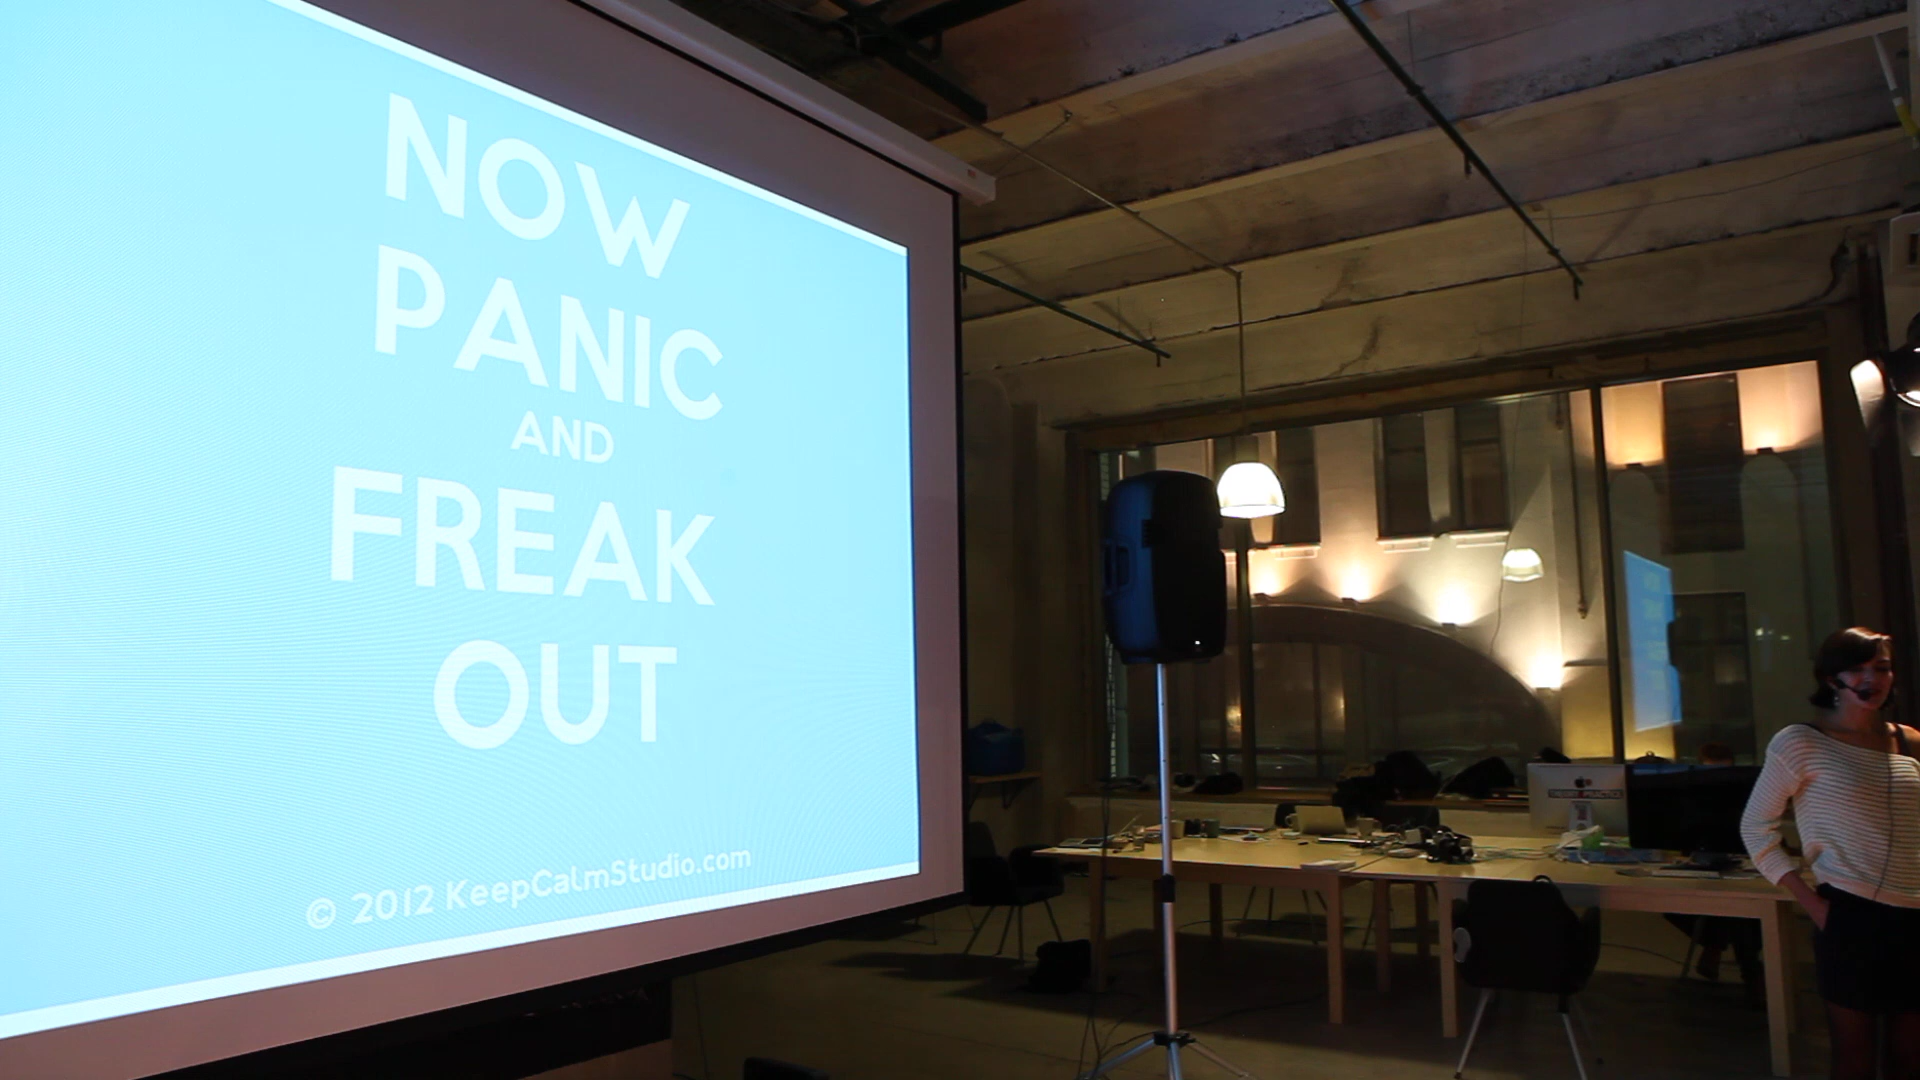 NOW
PANIC
AND
FREAK
OUT
© 2012 KeepCalmStudio.com